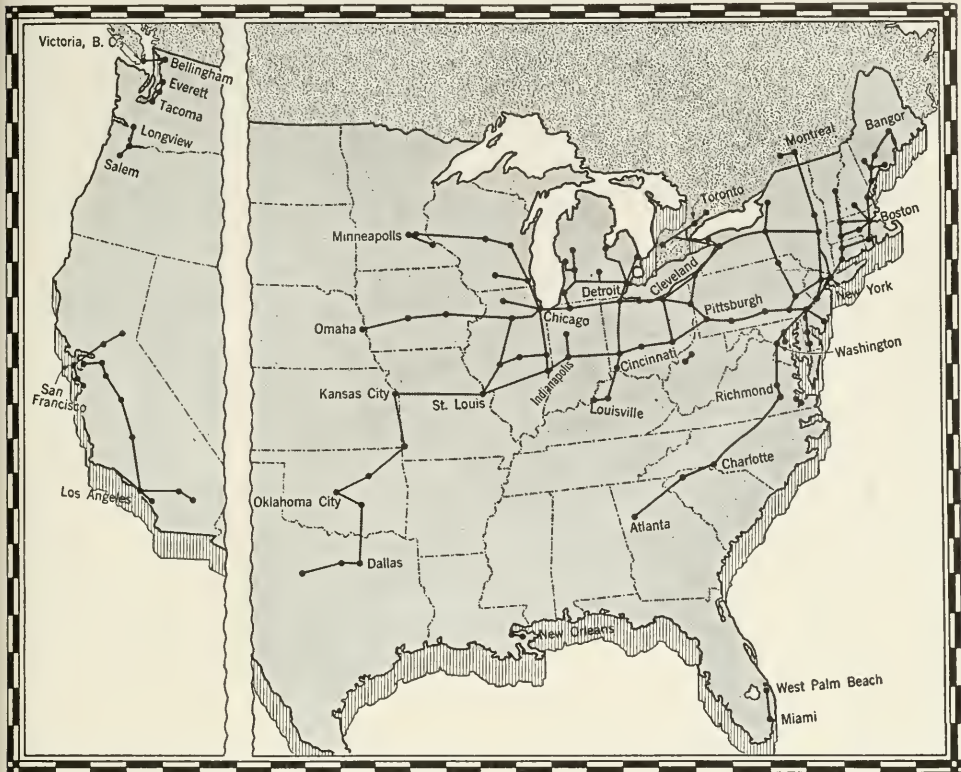 Victoria, B. C.
Bellingham
Everett
Tacoma
Longview
Salem
Montreal
Bangor
Toronto
Boston
Minneapolis
Detroit
Cleveland
New York
Omaha
Chicago
Pittsburgh
Washington
San
Francisco
Kansas City
St. Louis
Indianapolis
Cincinnati
Louisville
Richmond
Los Angeles
Oklahoma City
Charlotte
Atlanta
Dallas
New Orleans
West Palm Beach
Miami